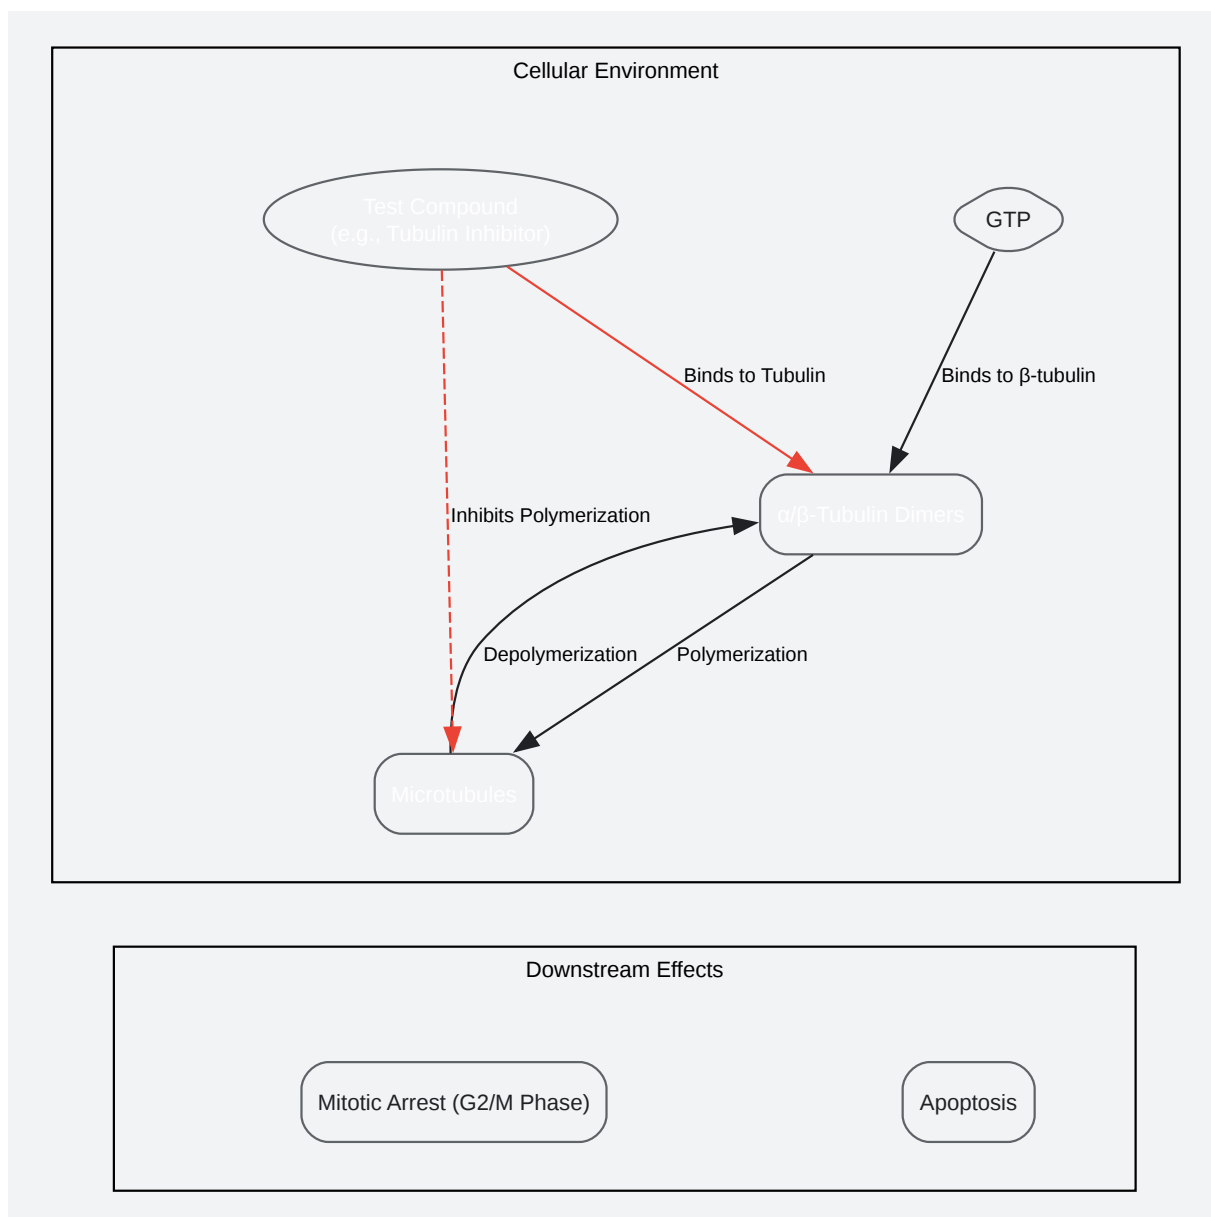 Cellular Environment
Test Compound
(e.g., Tubulin Inhibitor)
GTP
Binds to Tubulin
Binds to β-tubulin
Inhibits Polymerization
α/β-Tubulin Dimers
Depolymerization
Polymerization
Microtubules
Downstream Effects
Mitotic Arrest (G2/M Phase)
Apoptosis